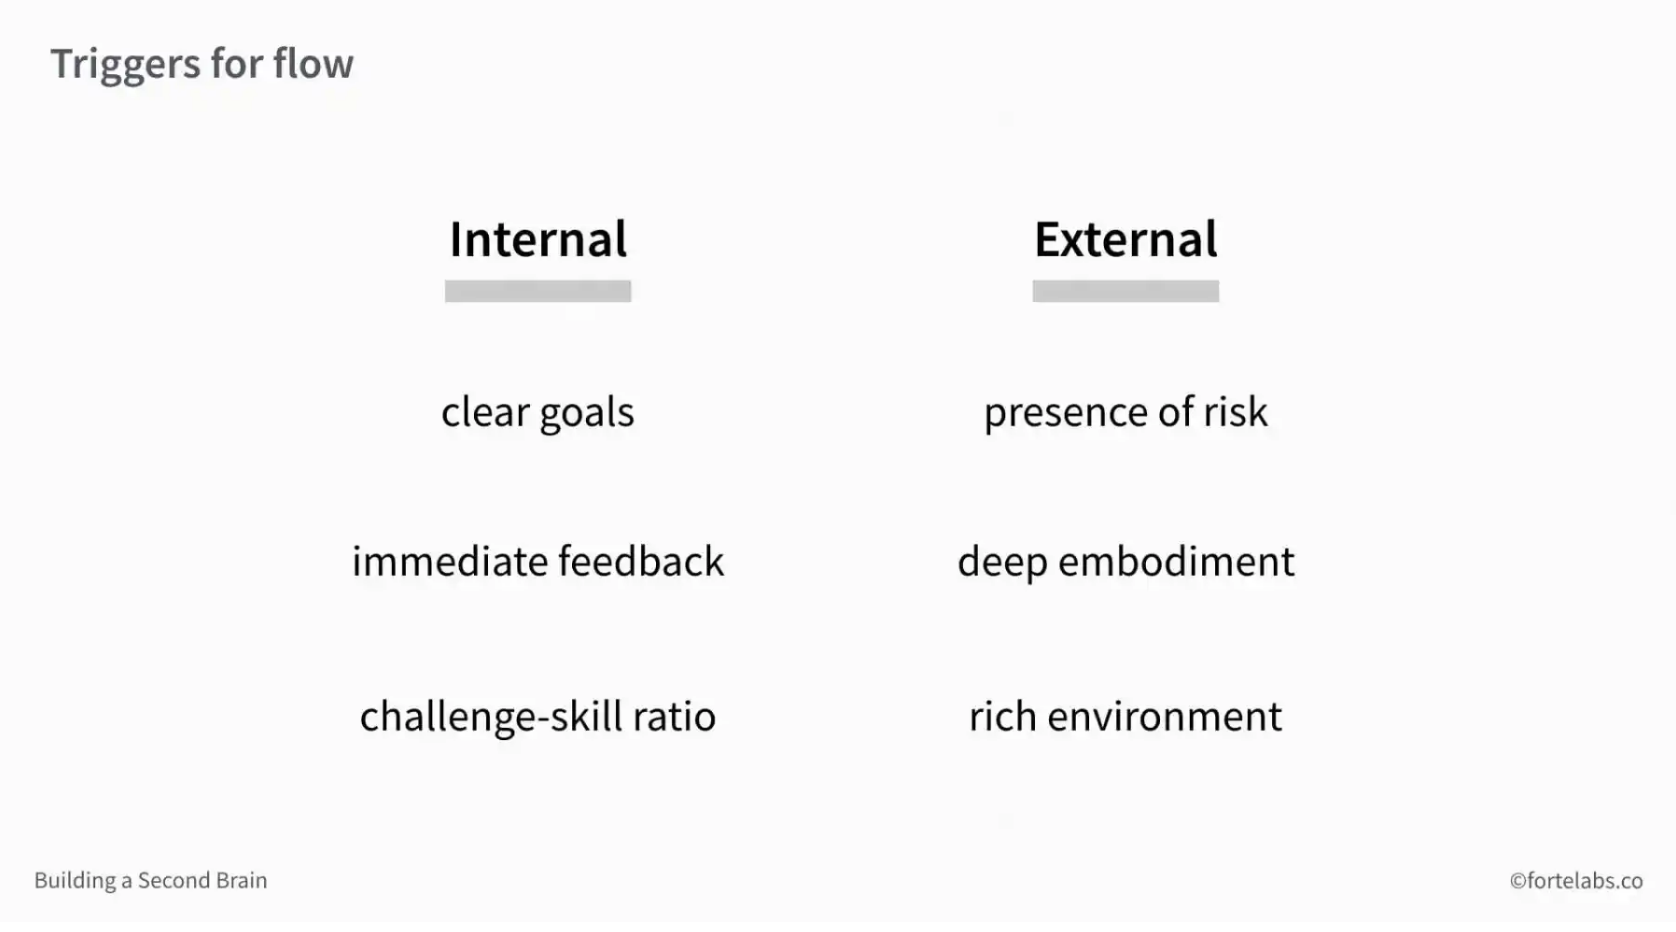 Triggers for flow
Internal
External
clear goals
presence of risk
immediate feedback
deep embodiment
challenge-skill ratio
rich environment
Building a Second Brain
©fortelabs.co